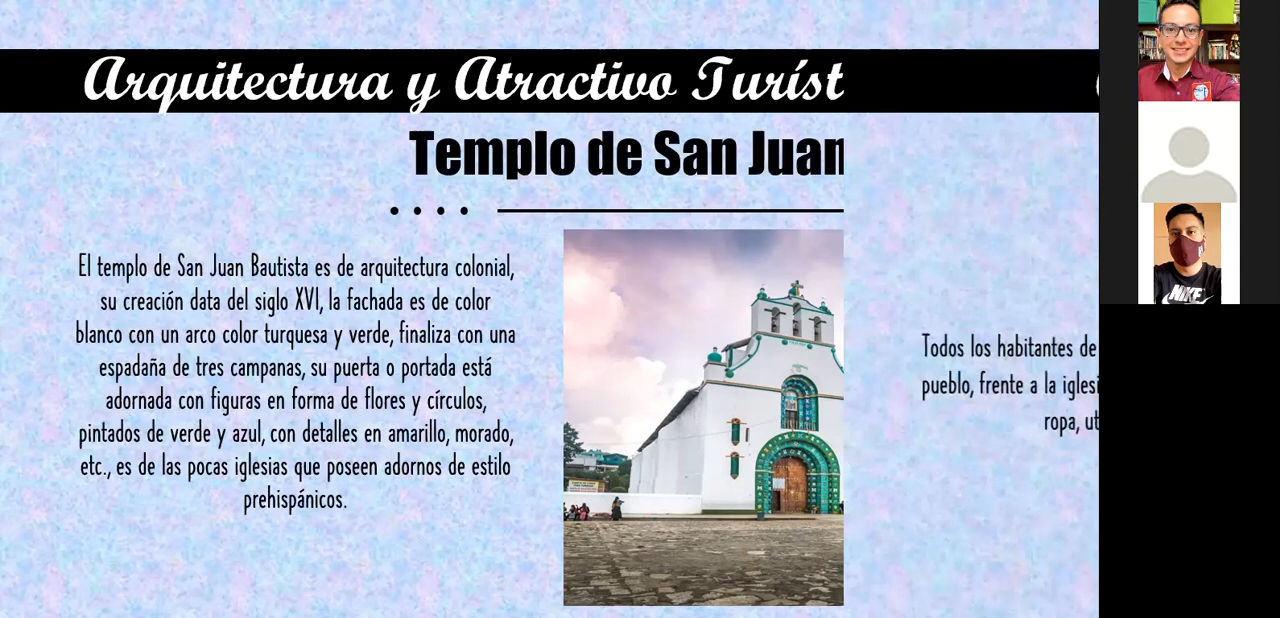 Arquitectura y Atractivo Turíst
Templo de San Juan
El templo de San Juan Bautista es de arquitectura colonial,
su creación data del siglo XVI, la fachada es de color
blanco con un arco color turquesa y verde, finaliza con una
espadaña de tres campanas, su puerta o portada está
adornada con figuras en forma de flores y círculos,
pintados de verde y azul, con detalles en amarillo, morado,
etc., es de las pocas iglesias que poseen adornos de estilo
prehispánicos.
Todos los habitantes de
pueblo, frente a la iglesi
ropa, ut
NIKE